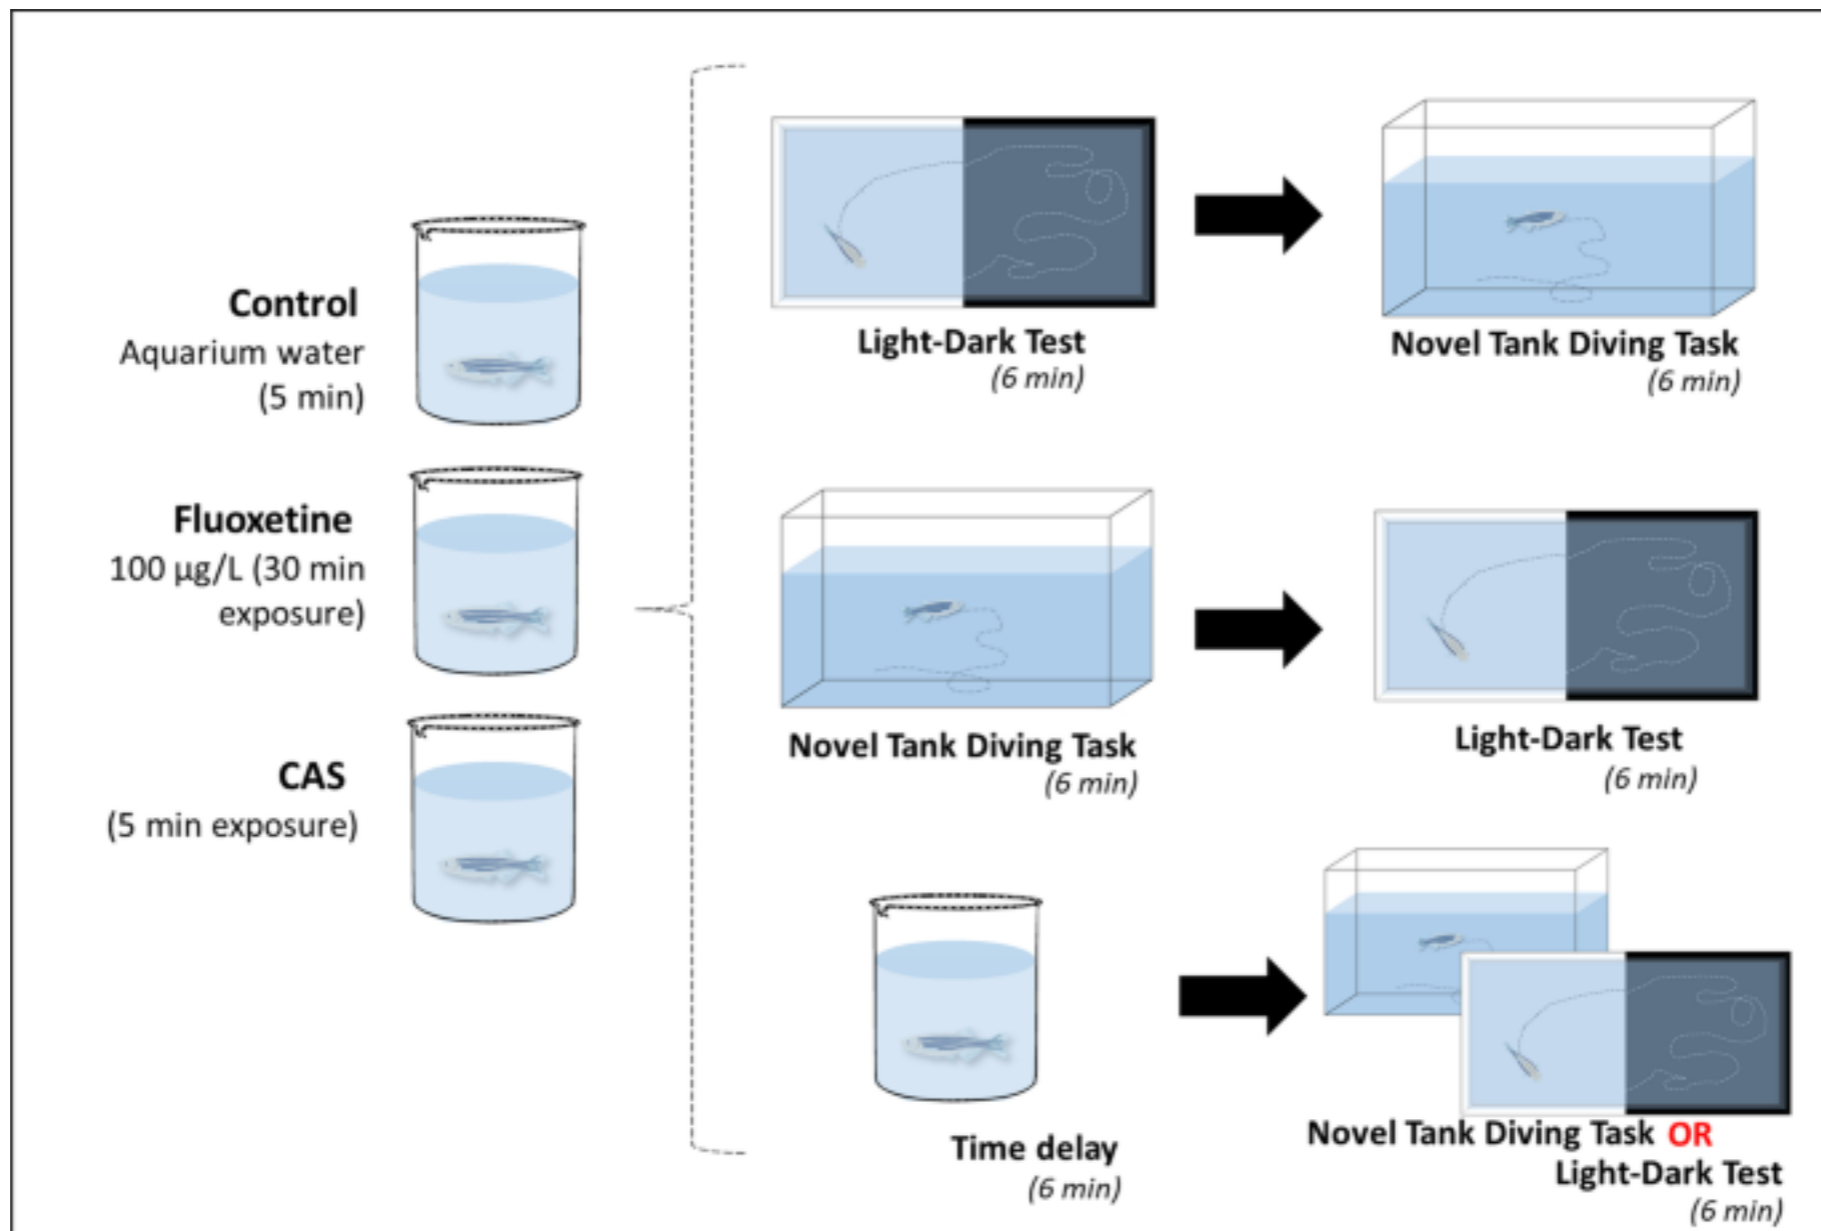 Control
Aquarium water
(5 min)
Fluoxetine
100 µg/L (30 min
exposure)
CAS
(5 min exposure)
Light-Dark Test
(6 min)
Novel Tank Diving Task
(6 min)
Novel Tank Diving Task
(6 min)
Light-Dark Test
(6 min)
Time delay
(6 min)
Novel Tank Diving Task OR
Light-Dark Test
(6 min)